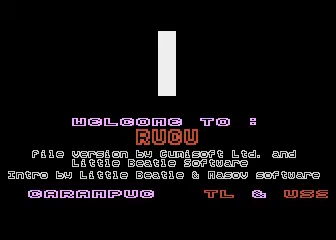 WELCOME TO :
RUCU
File version by Gumisoft Ltd. and
Little Beatle Software
Intro by Little Beatle & Masov software
CARAMPUC TL & USS